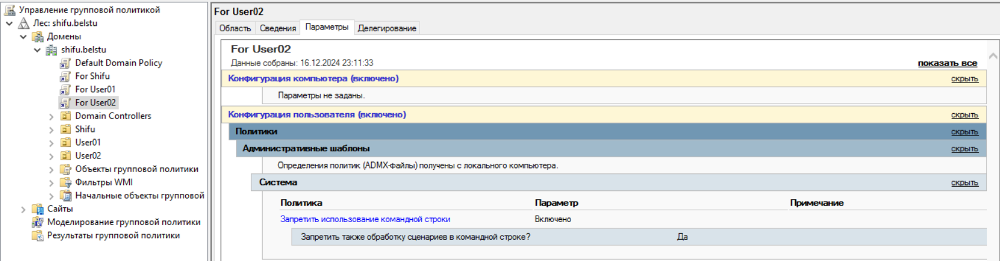 Управление групповой политикой
Лес: shifu.belstu
Домены
shifu.belstu
Default Domain Policy
For Shifu
For User01
For User02
Domain Controllers
Shifu
User01
User02
Объекты групповой политики
Фильтры WMI
Начальные объекты групповой
Сайты
Моделирование групповой политики
Результаты групповой политики
For User02
Область Сведения Параметры Делегирование
For User02
Данные собраны: 16.12.2024 23:11:33 показать все
Конфигурация компьютера (включено) скрыть
Параметры не заданы.
Конфигурация пользователя (включено) скрыть
Политики скрыть
Административные шаблоны скрыть
Определения политик (ADMX-файлы) получены с локального компьютера.
Система скрыть
Политика Параметр Примечание
Запретить использование командной строки Включено
Запретить также обработку сценариев в командной строке? Да